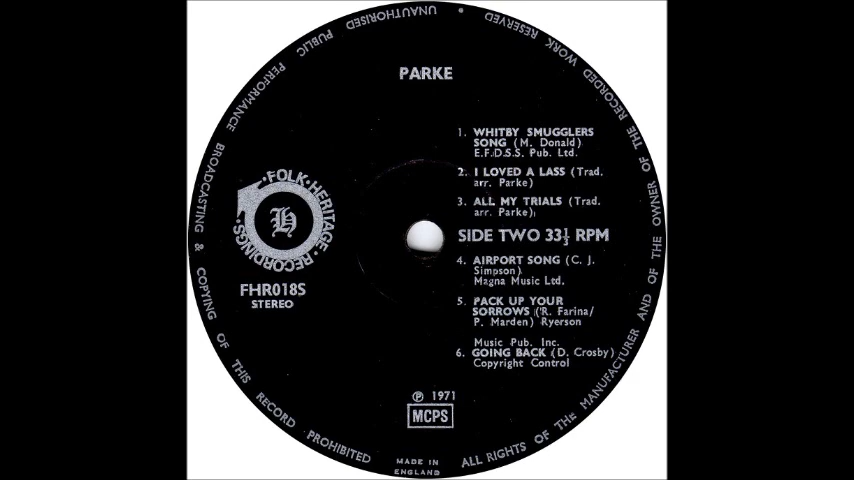 PARKE
1. WHITBY SMUGGLERS
SONG (M. Donald)
E.F.D.S.S. Pub. Ltd.
2. I LOVED A LASS (Trad.
arr. Parke)
3. ALL MY TRIALS (Trad.
arr. Parke)
SIDE TWO 33⅓ RPM
4. AIRPORT SONG (C. J.
Simpson)
Magna Music Ltd.
5. PACK UP YOUR
SORROWS (R. Farina/
P. Marden) Ryerson
Music Pub. Inc.
6. GOING BACK (D. Crosby)
Copyright Control
·FOLK·HERITAGE·RECORDINGS·
H
FHR018S
STEREO
℗ 1971
MCPS
MADE IN
ENGLAND
ALL RIGHTS OF THE MANUFACTURER AND OF THE OWNER OF THE RECORDED WORK RESERVED · UNAUTHORISED PUBLIC PERFORMANCE BROADCASTING & COPYING OF THIS RECORD PROHIBITED